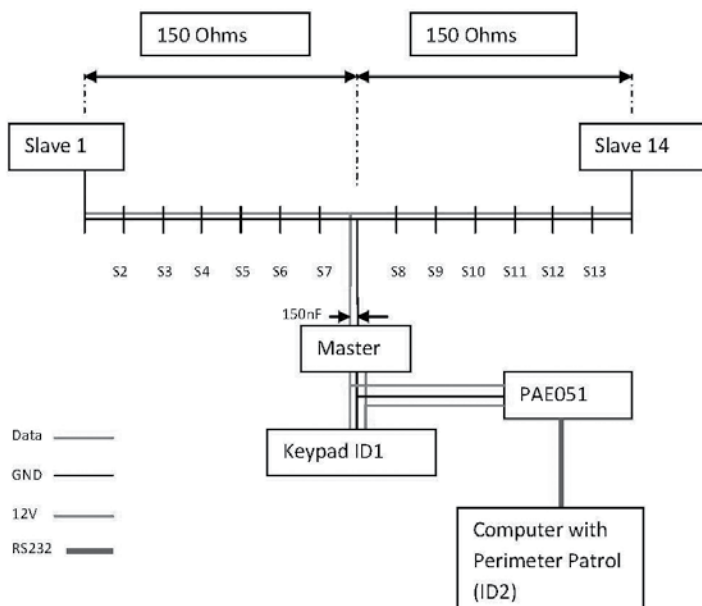 150 Ohms
150 Ohms
Slave 1
Slave 14
S2 S3 S4 S5 S6 S7 S8 S9 S10 S11 S12 S13
150nF
Master
PAE051
Data
Keypad ID1
GND
12V
Computer with
Perimeter Patrol
(ID2)
RS232